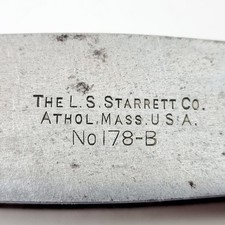 THE L. S. STARRETT CO.
ATHOL, MASS. U.S.A.
No 178-B